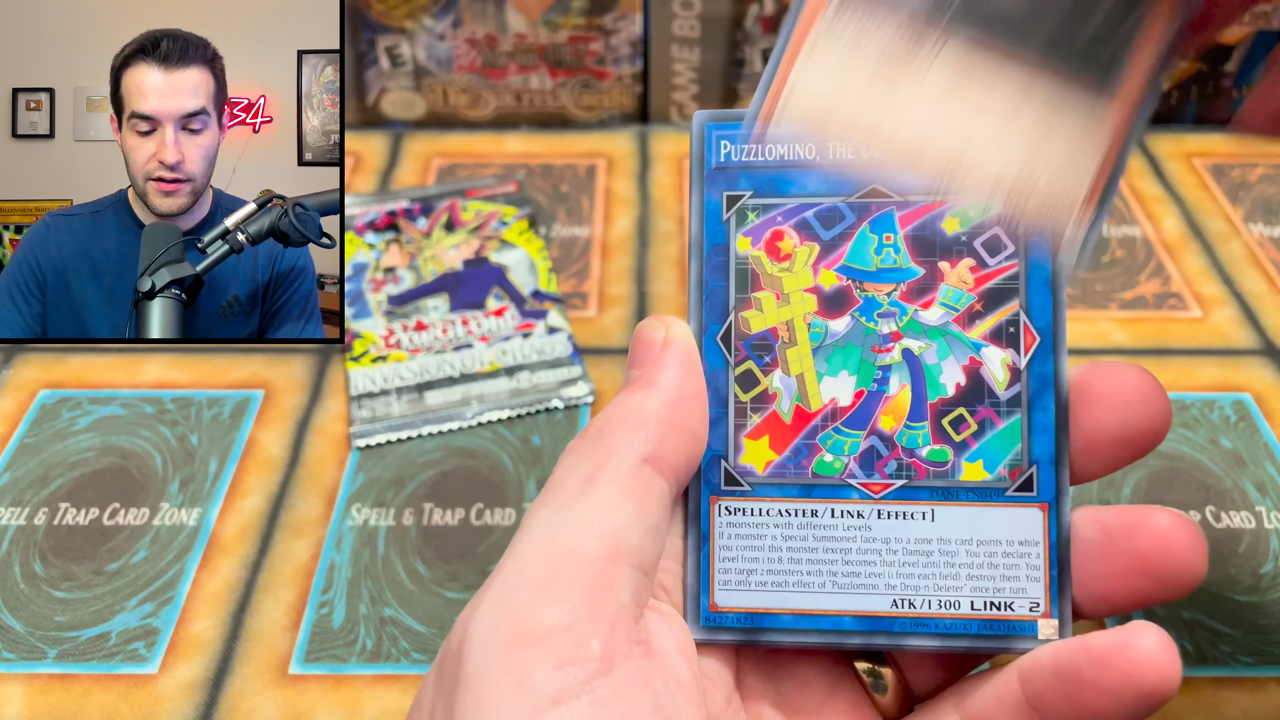 34
MILLENNIUM
E
GAME BO
PUZZLOMINO, THE D
INVASION OF CHAOS
DANE-EN049
[SPELLCASTER/LINK/EFFECT]
2 monsters with different Levels
If a monster is Special Summoned face-up to a zone this card points to while
you control this monster (except during the Damage Step): You can declare a
Level from 1 to 8; that monster becomes that Level until the end of the turn. You
can target 2 monsters with the same Level (1 from each field); destroy them. You
can only use each effect of "Puzzlomino, the Drop-n-Deleter" once per turn.
ATK/1300 LINK-2
84271823
©1996 KAZUKI TAKAHASHI
ELL & TRAP CARD ZONE
SPELL & TRAP CARD Z
CARD ZO